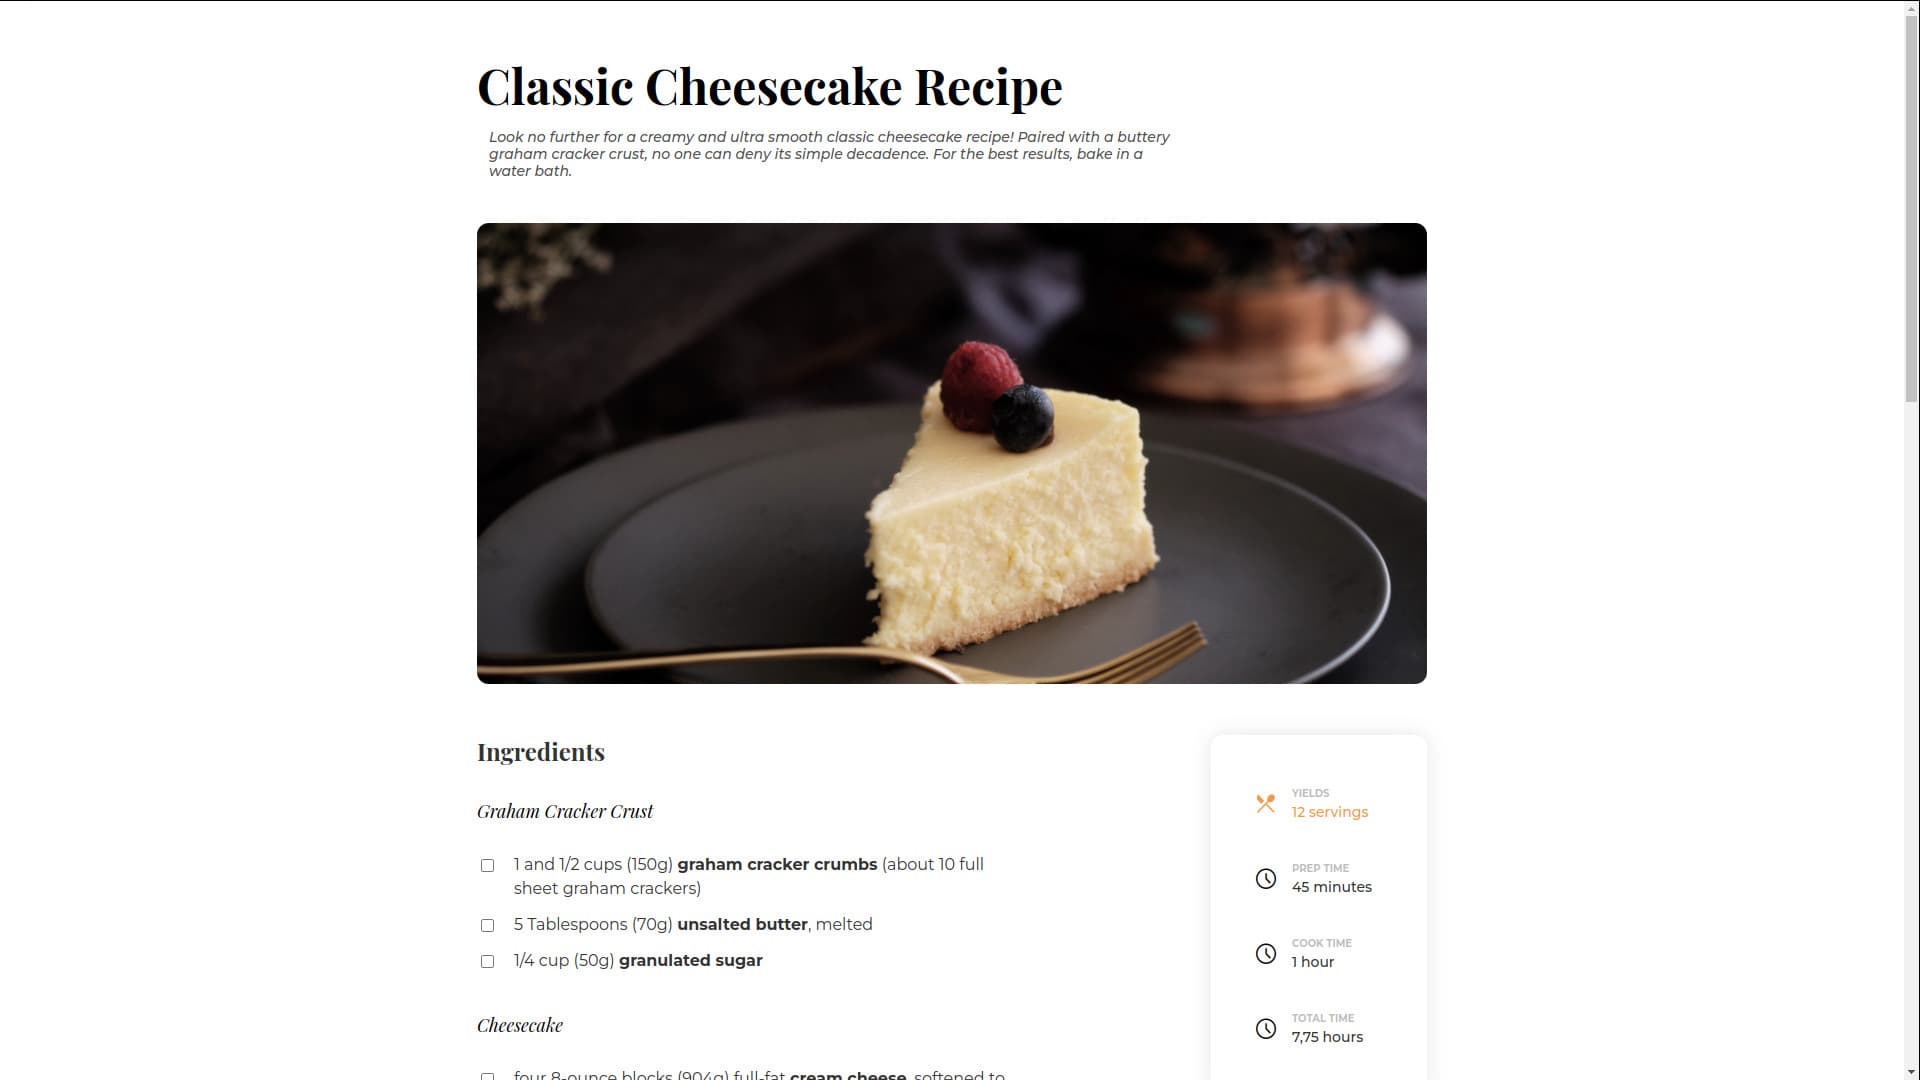 Classic Cheesecake Recipe
Look no further for a creamy and ultra smooth classic cheesecake recipe! Paired with a buttery
graham cracker crust, no one can deny its simple decadence. For the best results, bake in a
water bath.
Ingredients
Graham Cracker Crust
1 and 1/2 cups (150g) graham cracker crumbs (about 10 full
sheet graham crackers)
5 Tablespoons (70g) unsalted butter, melted
1/4 cup (50g) granulated sugar
Cheesecake
four 8-ounce blocks (904g) full-fat cream cheese, softened to
YIELDS
12 servings
PREP TIME
45 minutes
COOK TIME
1 hour
TOTAL TIME
7,75 hours